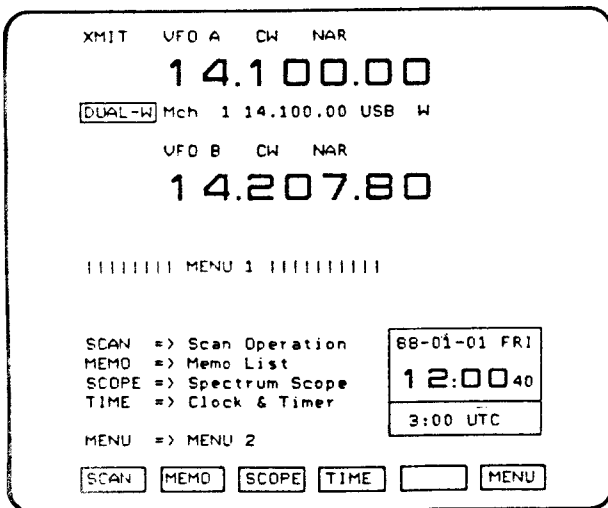 XMIT VFO A CW NAR
14.100.00
DUAL-W Mch 1 14.100.00 USB W
VFO B CW NAR
14.207.80
|||||||| MENU 1 ||||||||||
SCAN => Scan Operation
MEMO => Memo List
SCOPE => Spectrum Scope
TIME => Clock & Timer
MENU => MENU 2
88-01-01 FRI
12:00 40
3:00 UTC
SCAN MEMO SCOPE TIME MENU